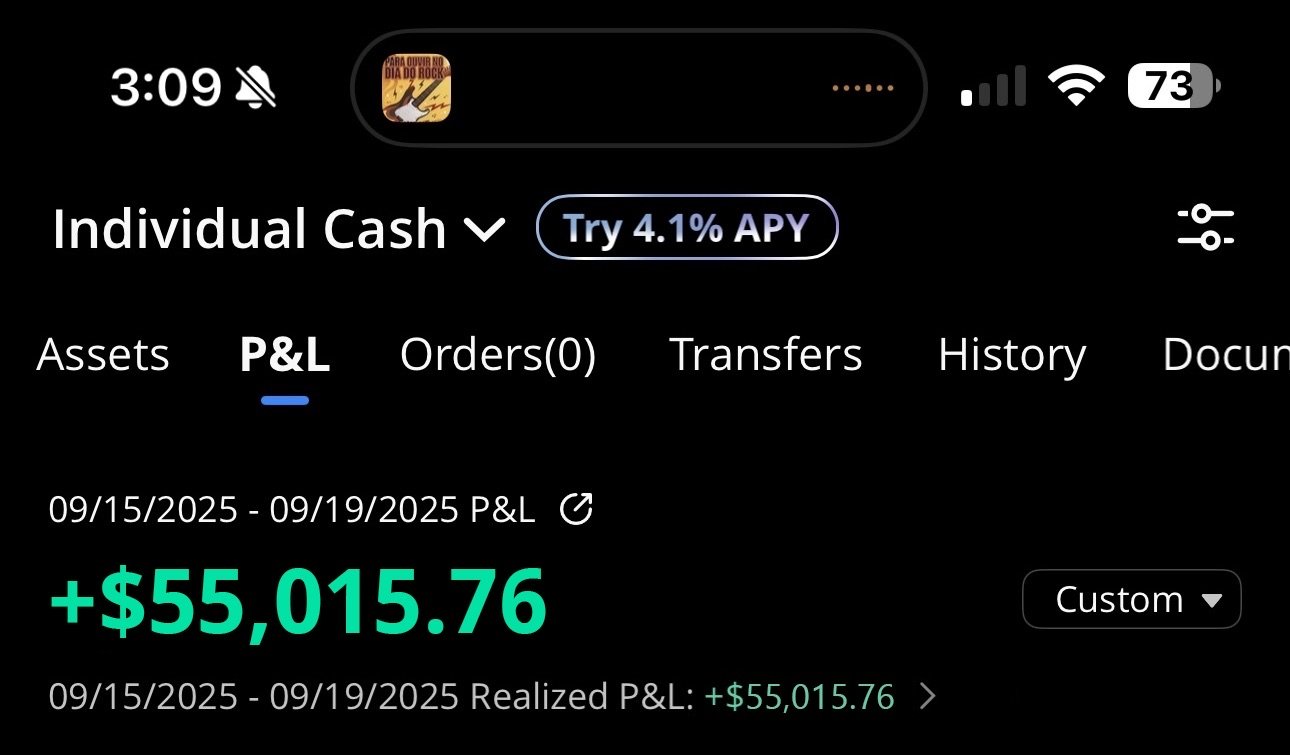 3:09 73
PARA OUVIR NO
DIA DO ROCK
Individual Cash Try 4.1% APY
Assets P&L Orders(0) Transfers History Docum
09/15/2025 - 09/19/2025 P&L
+$55,015.76 Custom
09/15/2025 - 09/19/2025 Realized P&L: +$55,015.76